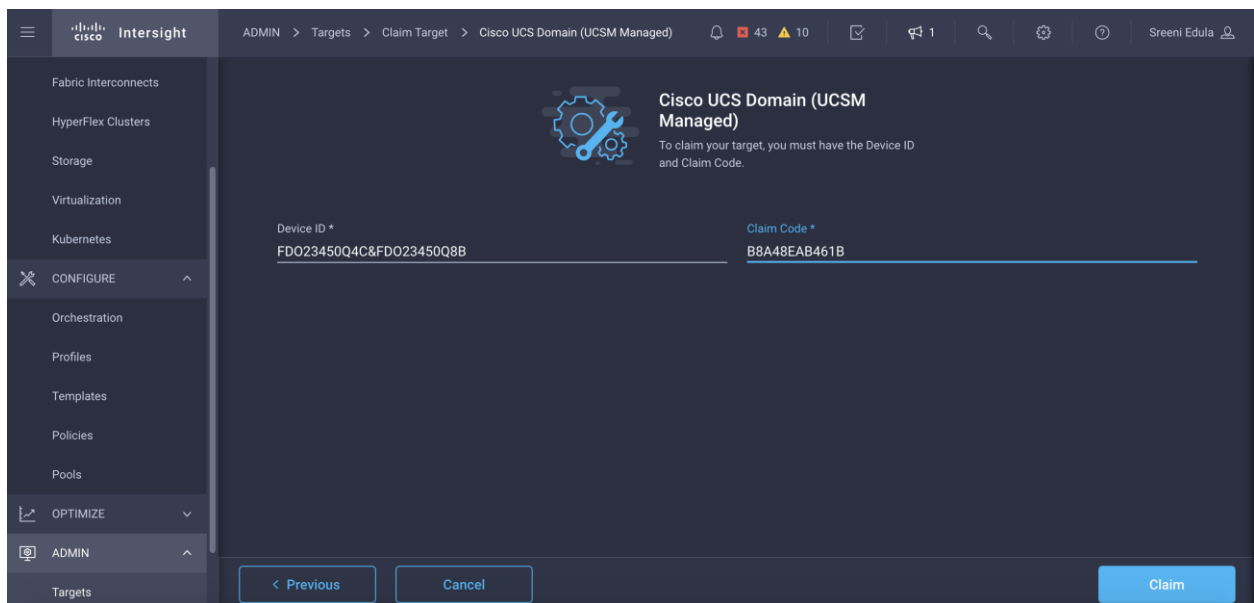 cisco Intersight
ADMIN > Targets > Claim Target > Cisco UCS Domain (UCSM Managed)
43 10 1 Sreeni Edula
Fabric Interconnects
HyperFlex Clusters
Storage
Virtualization
Kubernetes
CONFIGURE
Orchestration
Profiles
Templates
Policies
Pools
OPTIMIZE
ADMIN
Targets
Cisco UCS Domain (UCSM
Managed)
To claim your target, you must have the Device ID
and Claim Code.
Device ID *
FDO23450Q4C&FDO23450Q8B
Claim Code *
B8A48EAB461B
< Previous
Cancel
Claim